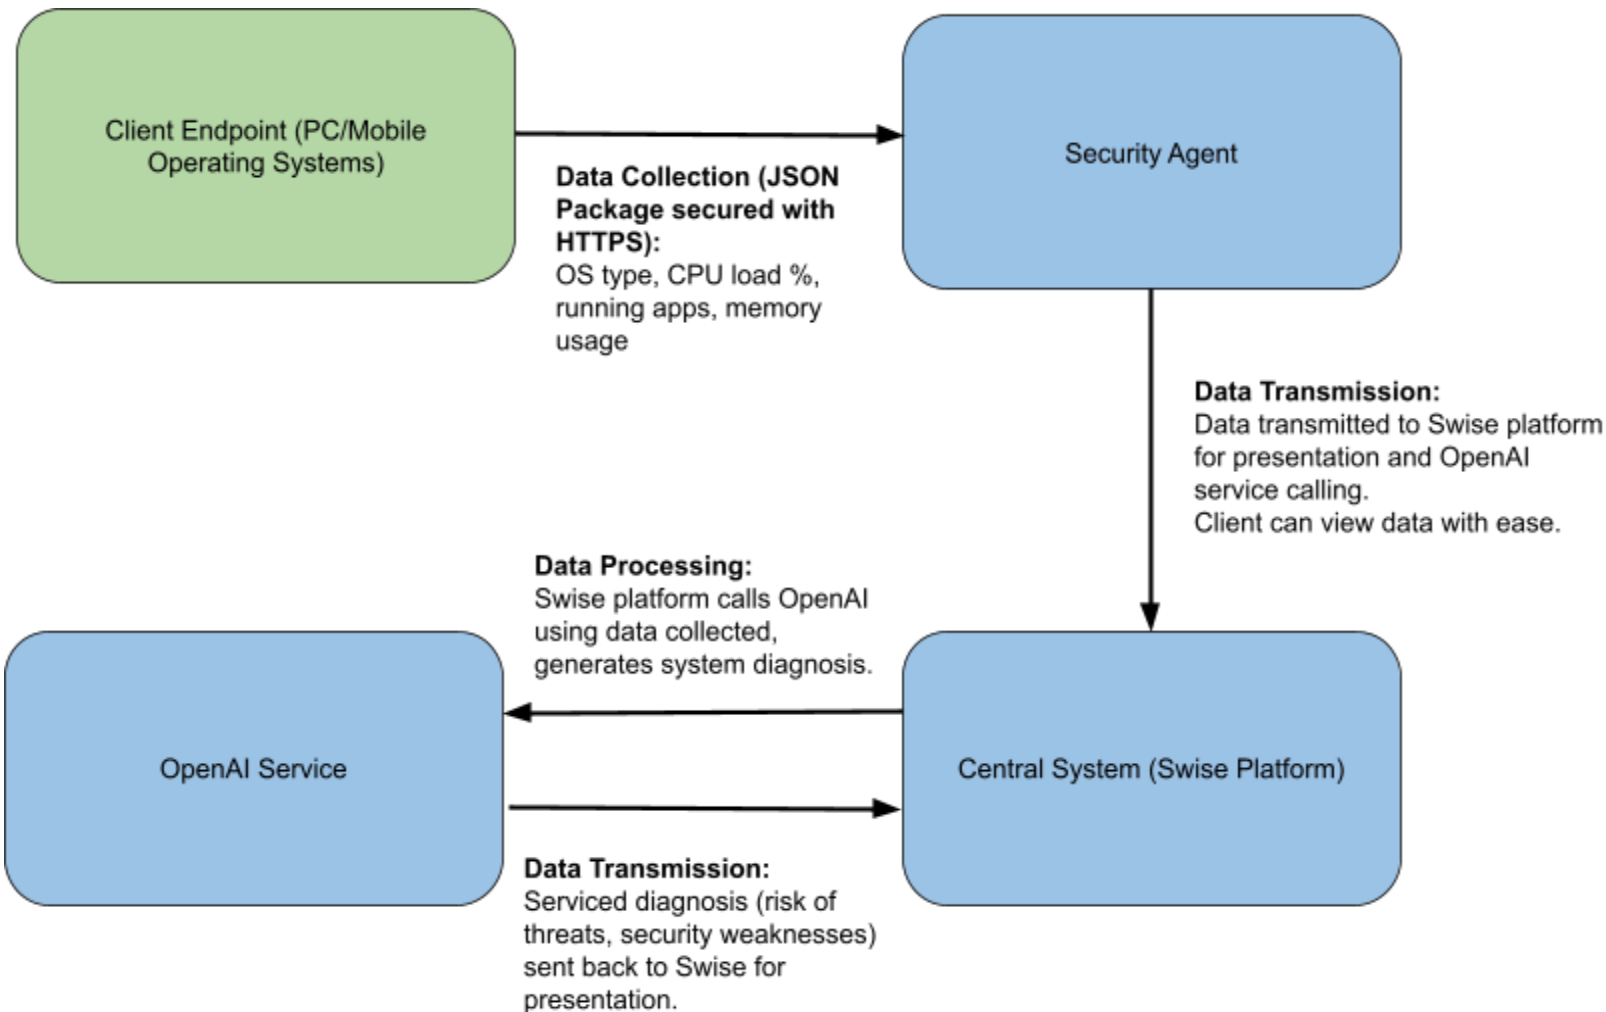 Client Endpoint (PC/Mobile
Operating Systems)
Security Agent
Data Collection (JSON
Package secured with
HTTPS):
OS type, CPU load %,
running apps, memory
usage
Data Transmission:
Data transmitted to Swise platform
for presentation and OpenAI
service calling.
Client can view data with ease.
Data Processing:
Swise platform calls OpenAI
using data collected,
generates system diagnosis.
OpenAI Service
Central System (Swise Platform)
Data Transmission:
Serviced diagnosis (risk of
threats, security weaknesses)
sent back to Swise for
presentation.